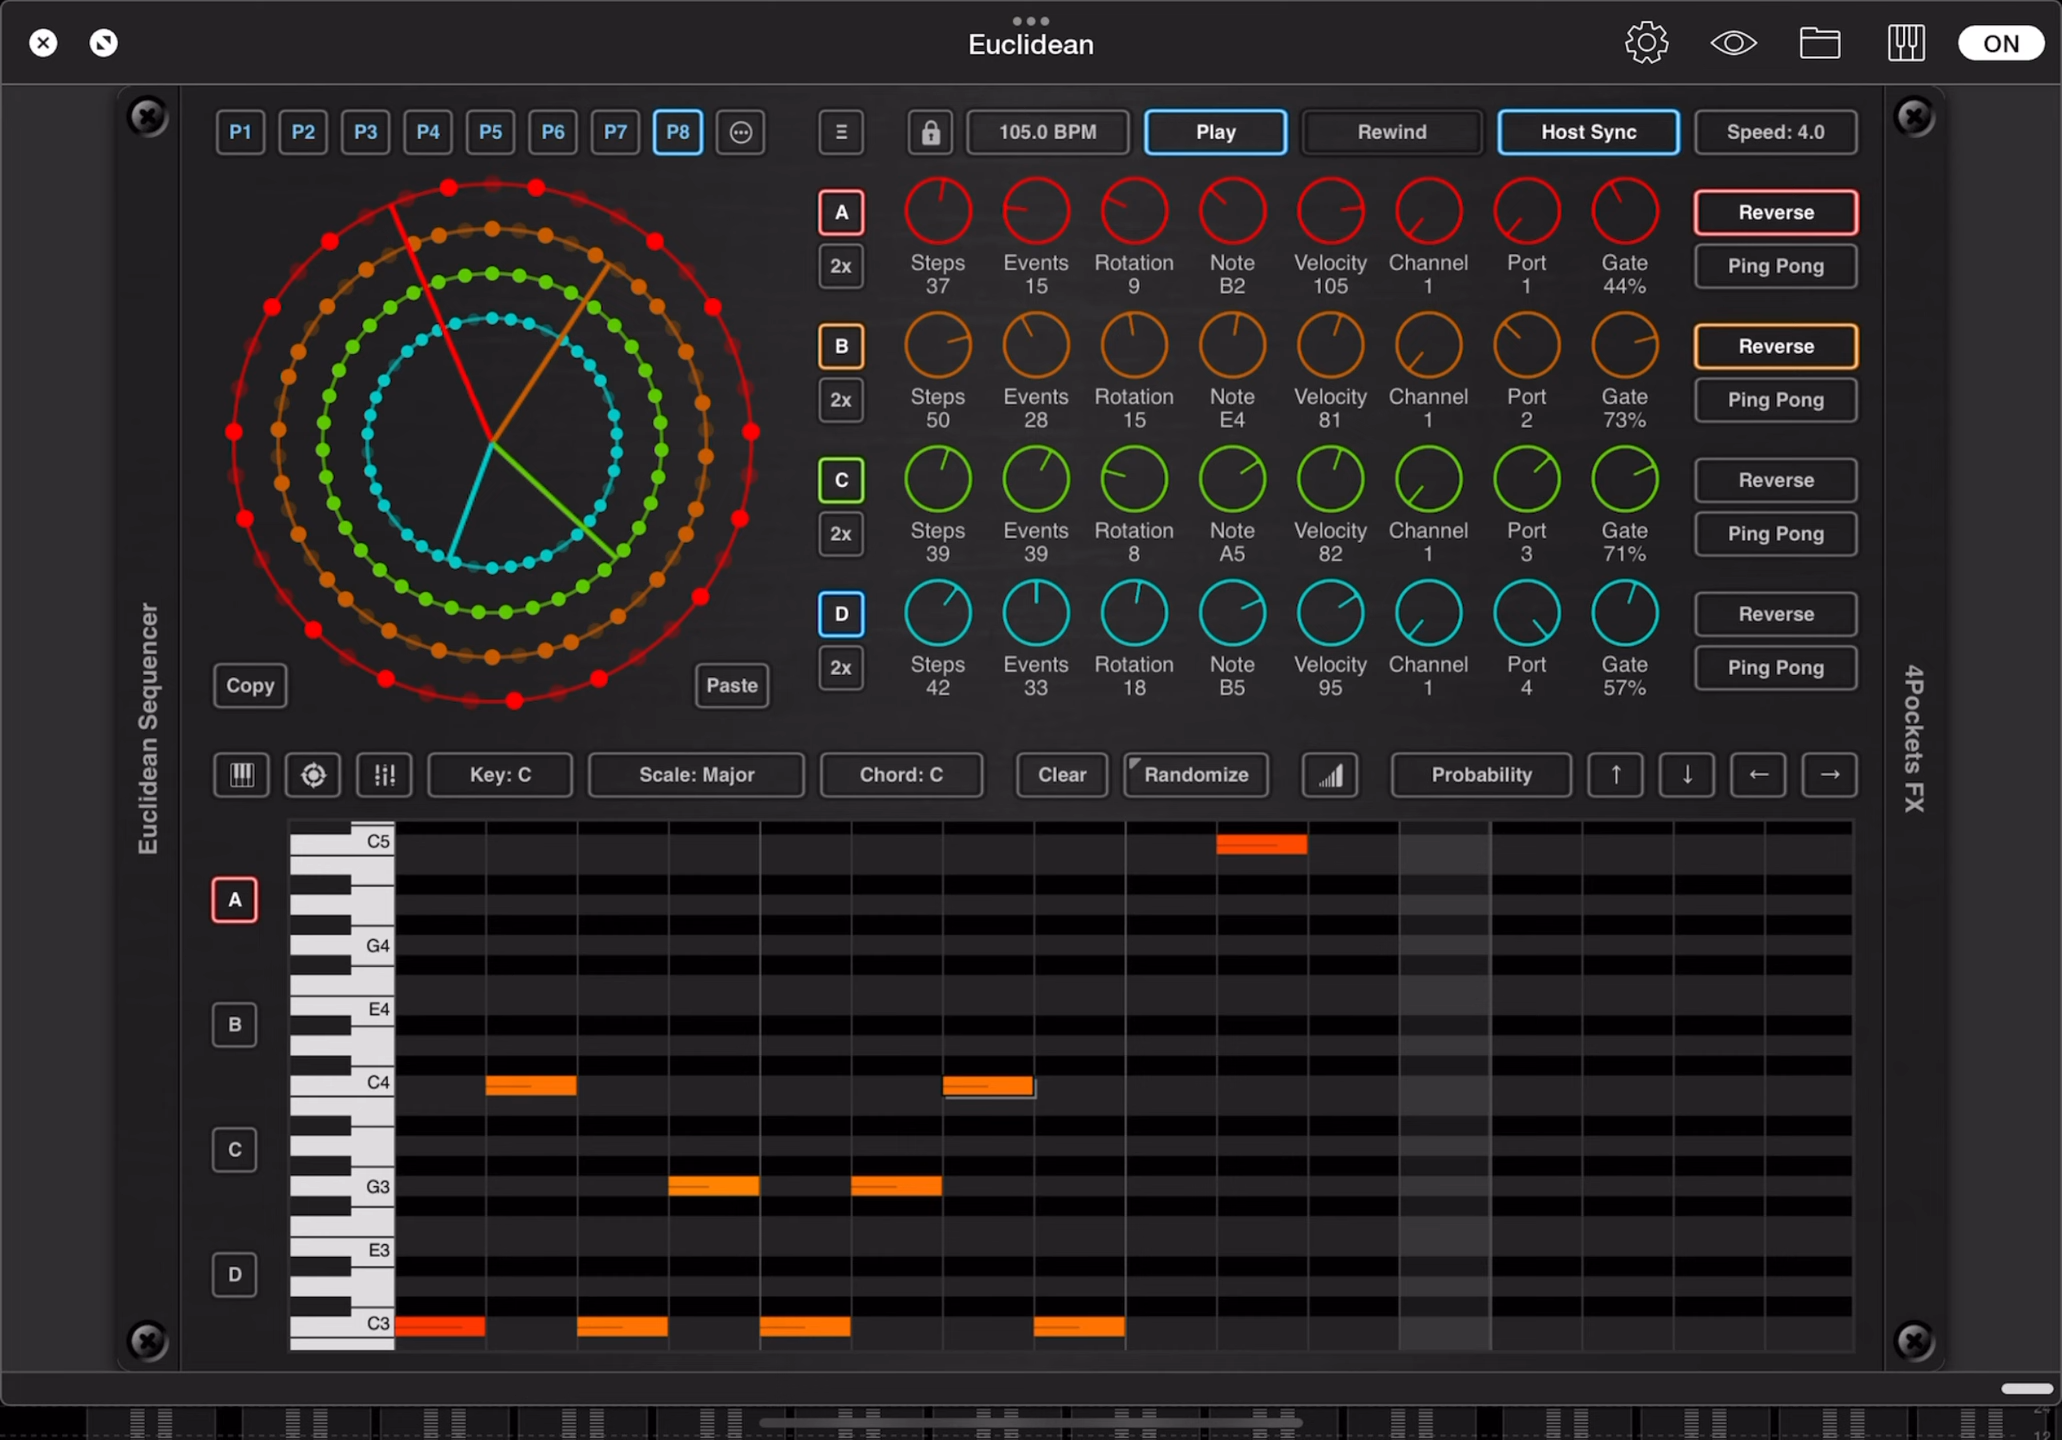 Euclidean
ON
P1 P2 P3 P4 P5 P6 P7 P8
105.0 BPM Play Rewind Host Sync Speed: 4.0
A
Steps Events Rotation Note Velocity Channel Port Gate
37 15 9 B2 105 1 1 44%
Reverse
2x
Ping Pong
B
Steps Events Rotation Note Velocity Channel Port Gate
50 28 15 E4 81 1 2 73%
Reverse
2x
Ping Pong
C
Steps Events Rotation Note Velocity Channel Port Gate
39 39 8 A5 82 1 3 71%
Reverse
2x
Ping Pong
D
Steps Events Rotation Note Velocity Channel Port Gate
42 33 18 B5 95 1 4 57%
Reverse
2x
Ping Pong
Copy Paste
Euclidean Sequencer
4Pockets FX
Key: C Scale: Major Chord: C Clear Randomize Probability ↑ ↓ ← →
A
B
C
D
C5
G4
E4
C4
G3
E3
C3